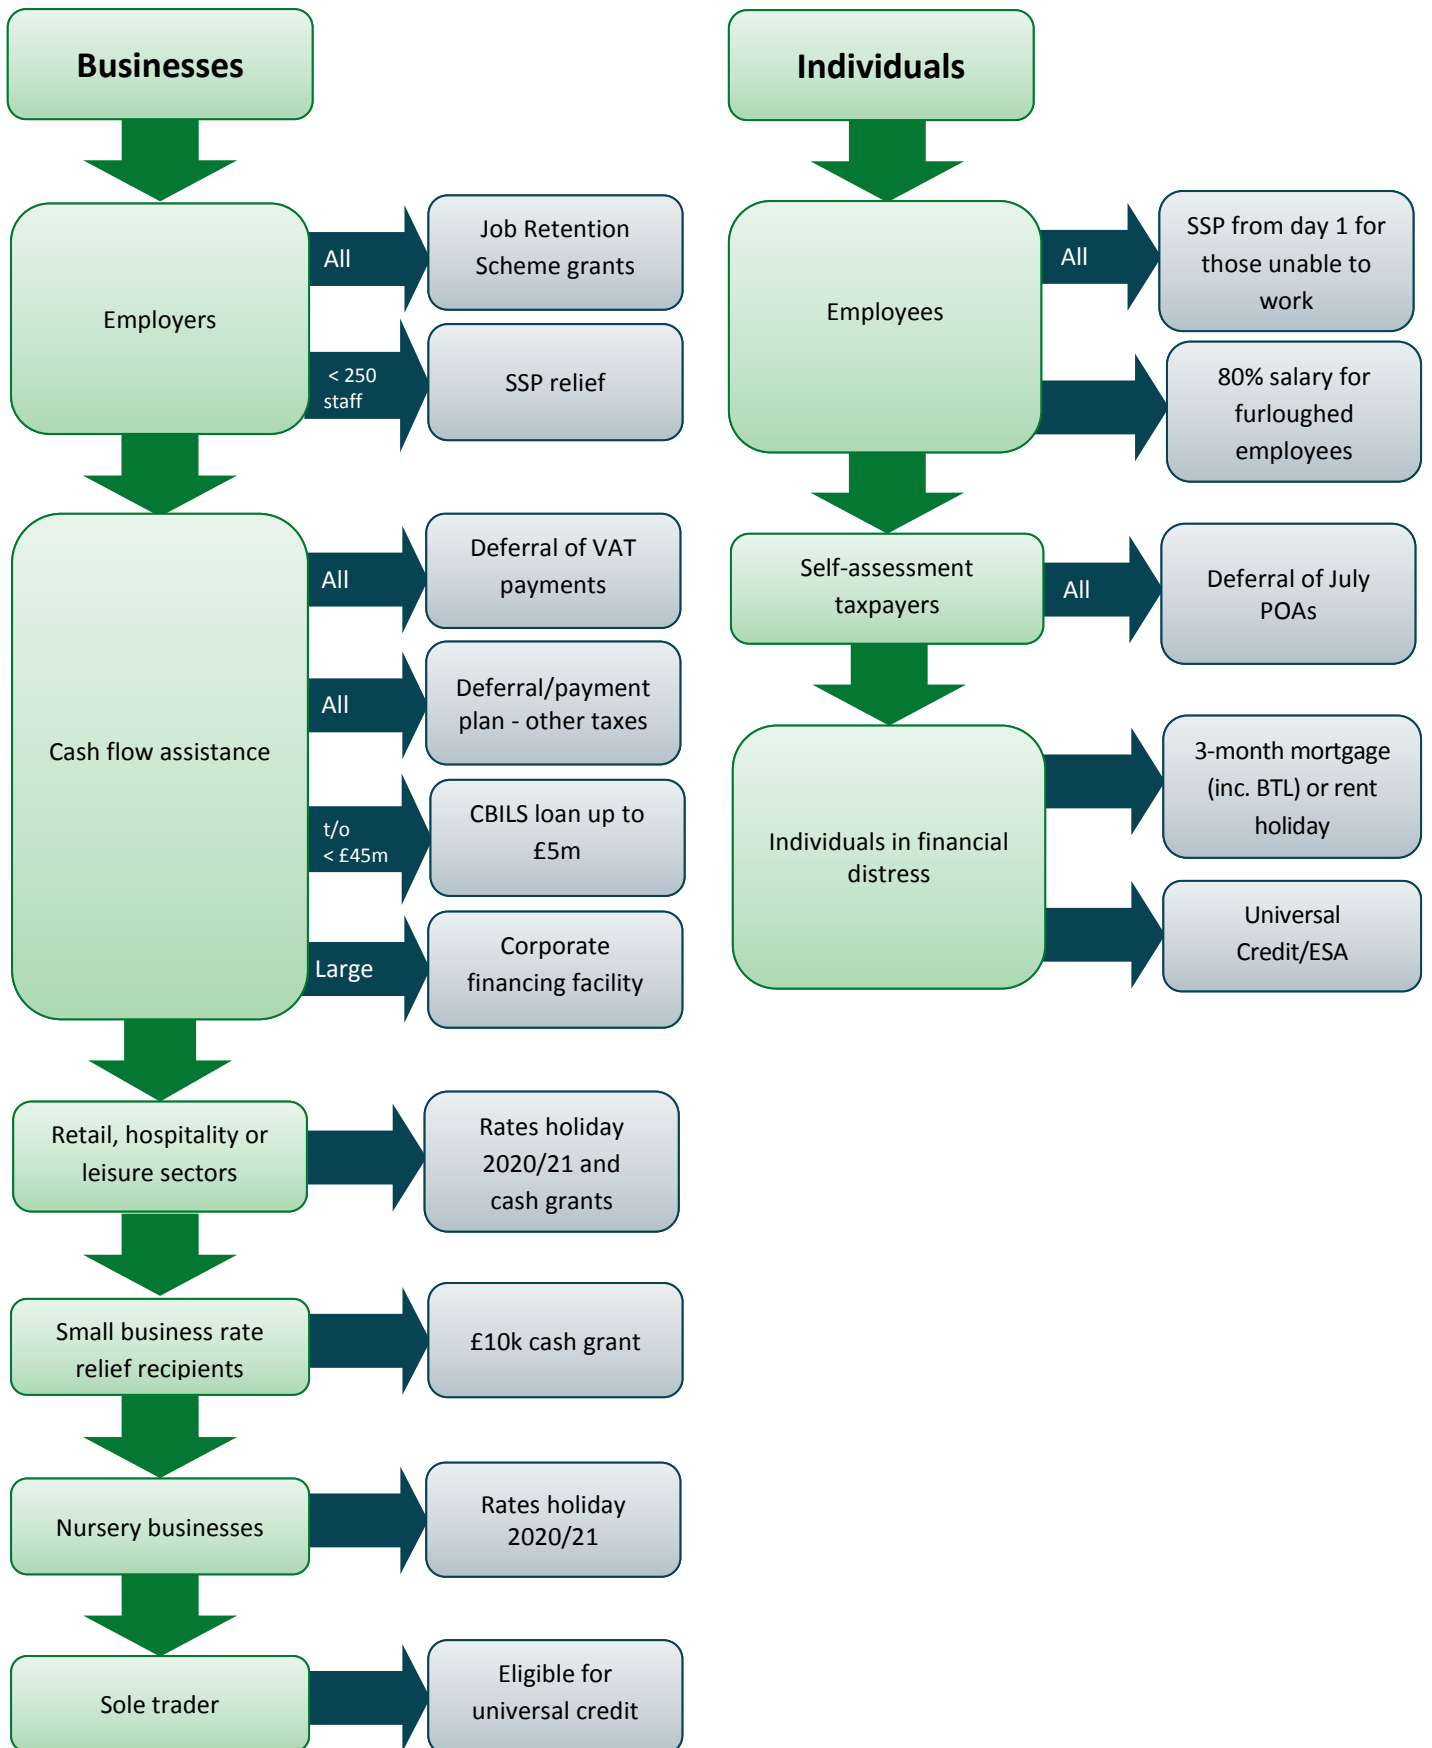 Businesses
Employers
All
Job Retention
Scheme grants
< 250
staff
SSP relief
Cash flow assistance
All
Deferral of VAT
payments
All
Deferral/payment
plan - other taxes
t/o
< £45m
CBILS loan up to
£5m
Large
Corporate
financing facility
Retail, hospitality or
leisure sectors
Rates holiday
2020/21 and
cash grants
Small business rate
relief recipients
£10k cash grant
Nursery businesses
Rates holiday
2020/21
Sole trader
Eligible for
universal credit
Individuals
Employees
All
SSP from day 1 for
those unable to
work
80% salary for
furloughed
employees
Self-assessment
taxpayers
All
Deferral of July
POAs
Individuals in financial
distress
3-month mortgage
(inc. BTL) or rent
holiday
Universal
Credit/ESA